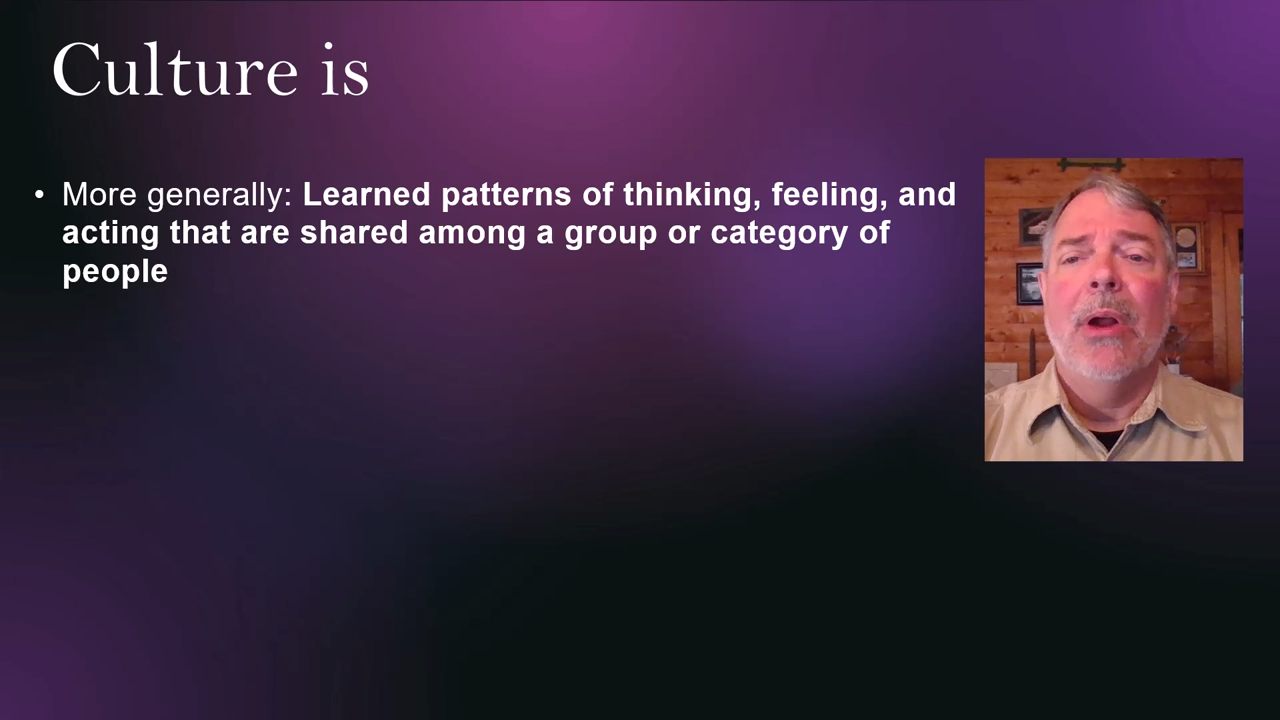 Culture is
• More generally: Learned patterns of thinking, feeling, and
acting that are shared among a group or category of
people